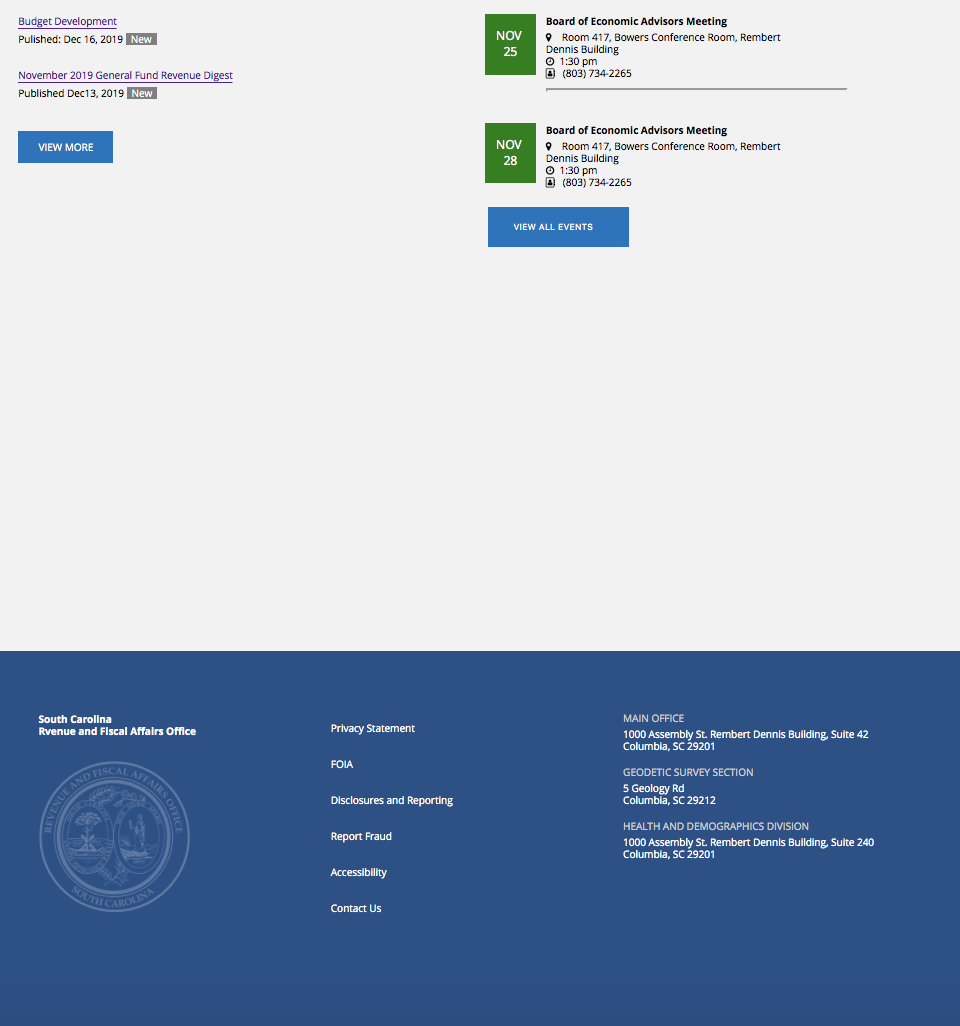 Budget Development
Pulished: Dec 16, 2019 New
November 2019 General Fund Revenue Digest
Published Dec13, 2019 New
VIEW MORE
NOV
25
Board of Economic Advisors Meeting
Room 417, Bowers Conference Room, Rembert
Dennis Building
1:30 pm
(803) 734-2265
NOV
28
Board of Economic Advisors Meeting
Room 417, Bowers Conference Room, Rembert
Dennis Building
1:30 pm
(803) 734-2265
VIEW ALL EVENTS
South Carolina
Rvenue and Fiscal Affairs Office
REVENUE AND FISCAL AFFAIRS OFFICE
SOUTH CAROLINA
Privacy Statement
FOIA
Disclosures and Reporting
Report Fraud
Accessibility
Contact Us
MAIN OFFICE
1000 Assembly St. Rembert Dennis Building, Suite 42
Columbia, SC 29201
GEODETIC SURVEY SECTION
5 Geology Rd
Columbia, SC 29212
HEALTH AND DEMOGRAPHICS DIVISION
1000 Assembly St. Rembert Dennis Building, Suite 240
Columbia, SC 29201